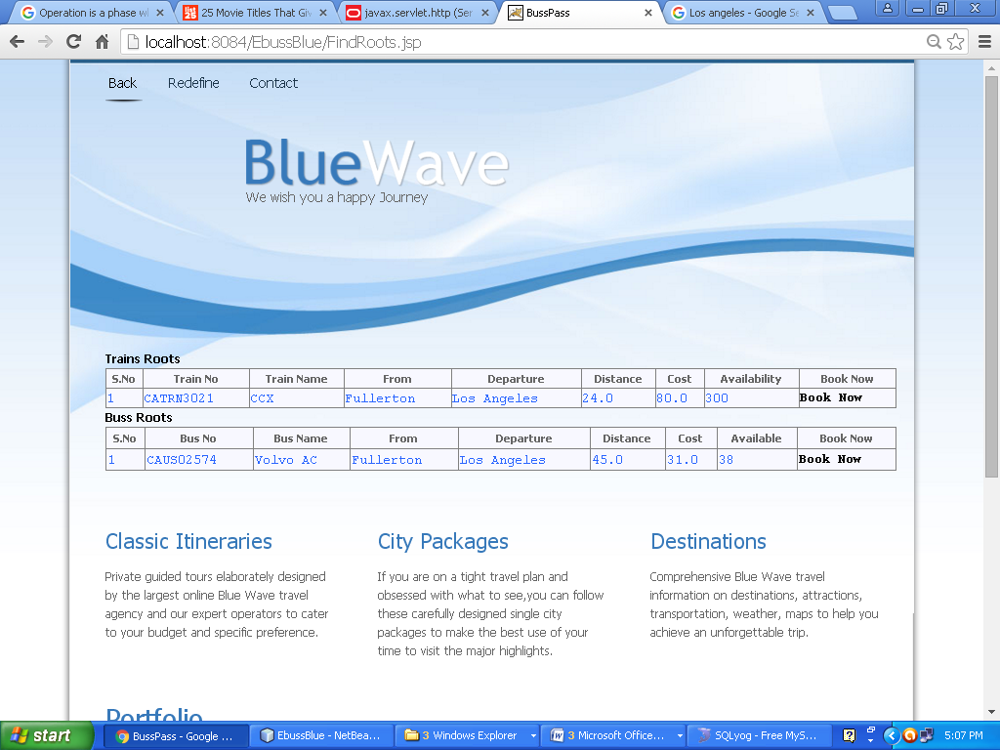 Operation is a phase wh
25 Movie Titles That Giv
javax.servlet.http (Ser
BussPass
Los angeles - Google Se
localhost:8084/EbussBlue/FindRoots.jsp
Back Redefine Contact
BlueWave
We wish you a happy Journey
Trains Roots
S.No Train No Train Name From Departure Distance Cost Availability Book Now
1 CATRN3021 CCX Fullerton Los Angeles 24.0 80.0 300 Book Now
Buss Roots
S.No Bus No Bus Name From Departure Distance Cost Available Book Now
1 CAUS02574 Volvo AC Fullerton Los Angeles 45.0 31.0 38 Book Now
Classic Itineraries
Private guided tours elaborately designed
by the largest online Blue Wave travel
agency and our expert operators to cater
to your budget and specific preference.
City Packages
If you are on a tight travel plan and
obsessed with what to see,you can follow
these carefully designed single city
packages to make the best use of your
time to visit the major highlights.
Destinations
Comprehensive Blue Wave travel
information on destinations, attractions,
transportation, weather, maps to help you
achieve an unforgettable trip.
Portfolio
start
BussPass - Google ...
EbussBlue - NetBea...
3 Windows Explorer
3 Microsoft Office...
SQLyog - Free MyS...
5:07 PM